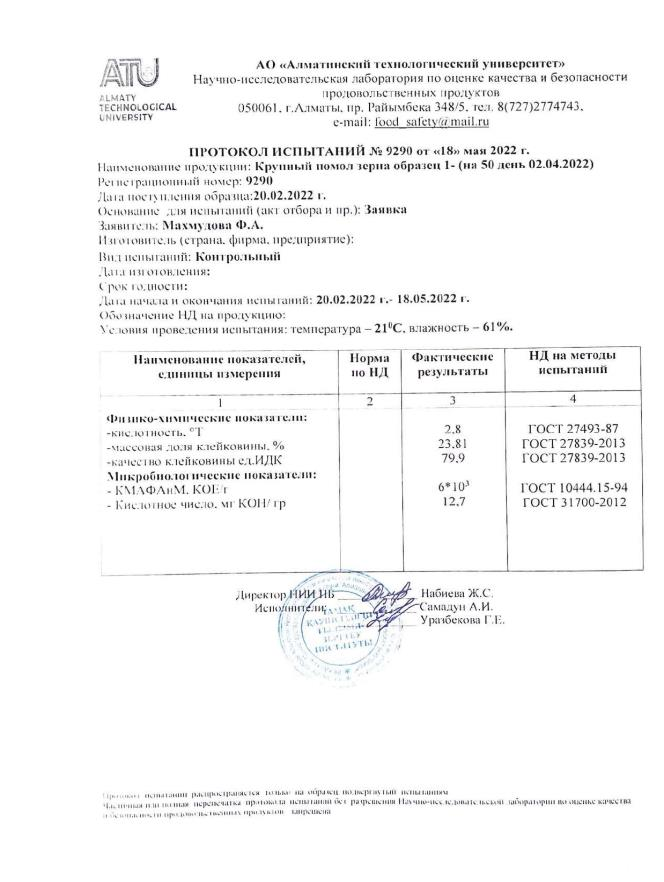 ATU
ALMATY
TECHNOLOGICAL
UNIVERSITY
АО «Алматинский технологический университет»
Научно-исследовательская лаборатория по оценке качества и безопасности
продовольственных продуктов
050061, г.Алматы, пр. Райымбека 348/5, тел. 8(727)2774743,
e-mail: food_safety@mail.ru
ПРОТОКОЛ ИСПЫТАНИЙ № 9290 от «18» мая 2022 г.
Наименование продукции: Крупный помол зерна образец 1- (на 50 день 02.04.2022)
Регистрационный номер: 9290
Дата поступления образца:20.02.2022 г.
Основание для испытаний (акт отбора и пр.): Заявка
Заявитель: Махмудова Ф.А.
Изготовитель (страна, фирма, предприятие):
Вид испытаний: Контрольный
Дата изготовления:
Срок годности:
Дата начала и окончания испытаний: 20.02.2022 г.- 18.05.2022 г.
Обозначение НД на продукцию:
Условия проведения испытания: температура – 21⁰С, влажность – 61%.
Наименование показателей, единицы измерения Норма по НД Фактические результаты НД на методы испытаний
1 2 3 4
Физико-химические показатели:
-кислотность, °Т 2,8 ГОСТ 27493-87
-массовая доля клейковины, % 23,81 ГОСТ 27839-2013
-качество клейковины ед.ИДК 79,9 ГОСТ 27839-2013
Микробиологические показатели:
- КМАФАнМ, КОЕ/г 6*10³ ГОСТ 10444.15-94
- Кислотное число, мг КОН/ гр 12,7 ГОСТ 31700-2012
Директор НИИ ПБ Набиева Ж.С.
Исполнители: Самадун А.И.
Уразбекова Г.Е.
ТАМАҚ
ҚАУІПСІЗДІГІ
ҒЫЛЫМИ-
ЗЕРТТЕУ
ИНСТИТУТЫ
Протокол испытаний распространяется только на образец подвергнутый испытаниям
Частичная или полная перепечатка протокола испытаний без разрешения Научно-исследовательской лаборатории по оценке качества
и безопасности продовольственных продуктов запрещена